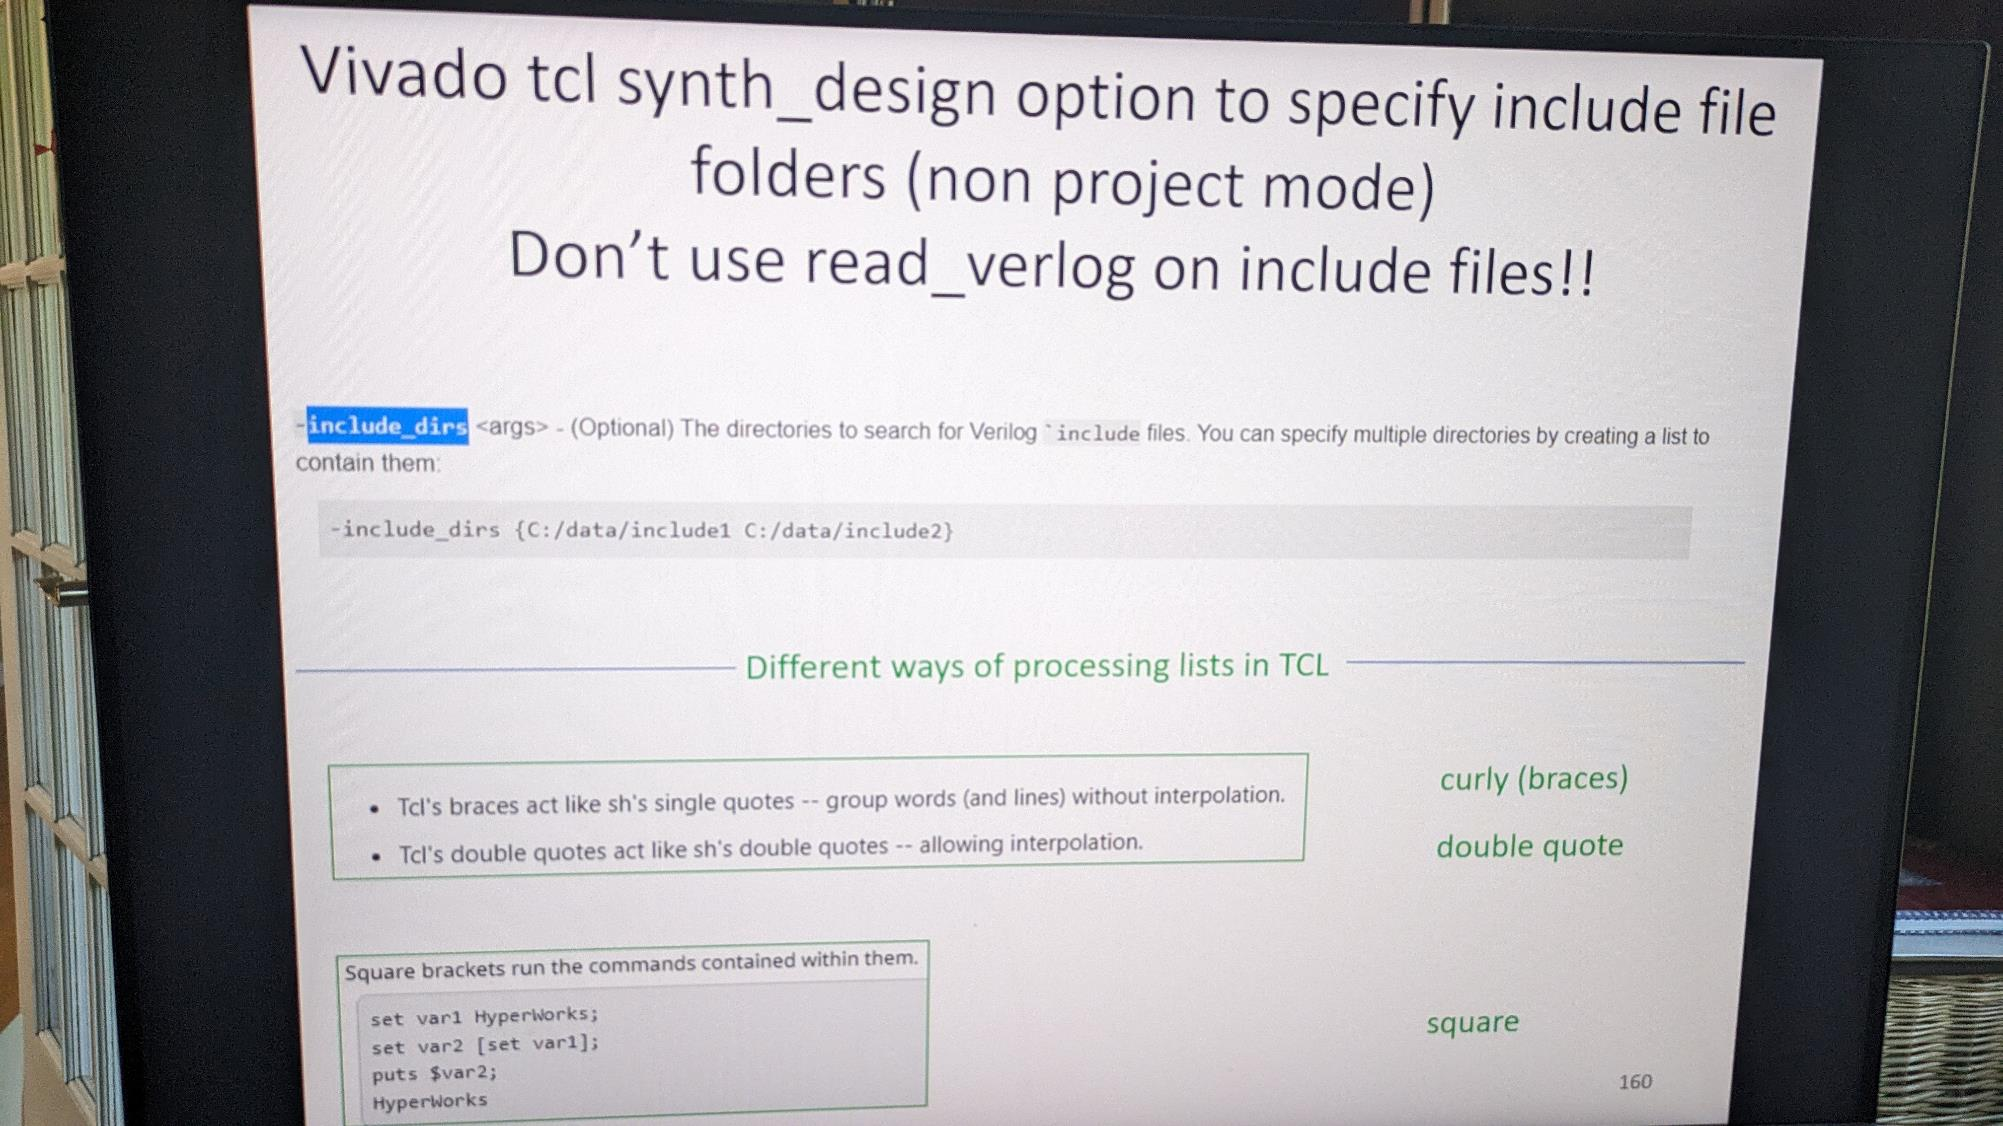 Vivado tcl synth_design option to specify include file
folders (non project mode)
Don’t use read_verlog on include files!!
-include_dirs <args> - (Optional) The directories to search for Verilog `include files. You can specify multiple directories by creating a list to
contain them:
-include_dirs {C:/data/include1 C:/data/include2}
Different ways of processing lists in TCL
• Tcl's braces act like sh's single quotes -- group words (and lines) without interpolation.
curly (braces)
• Tcl's double quotes act like sh's double quotes -- allowing interpolation.
double quote
Square brackets run the commands contained within them.
set var1 HyperWorks;
set var2 [set var1];
square
puts $var2;
HyperWorks
160